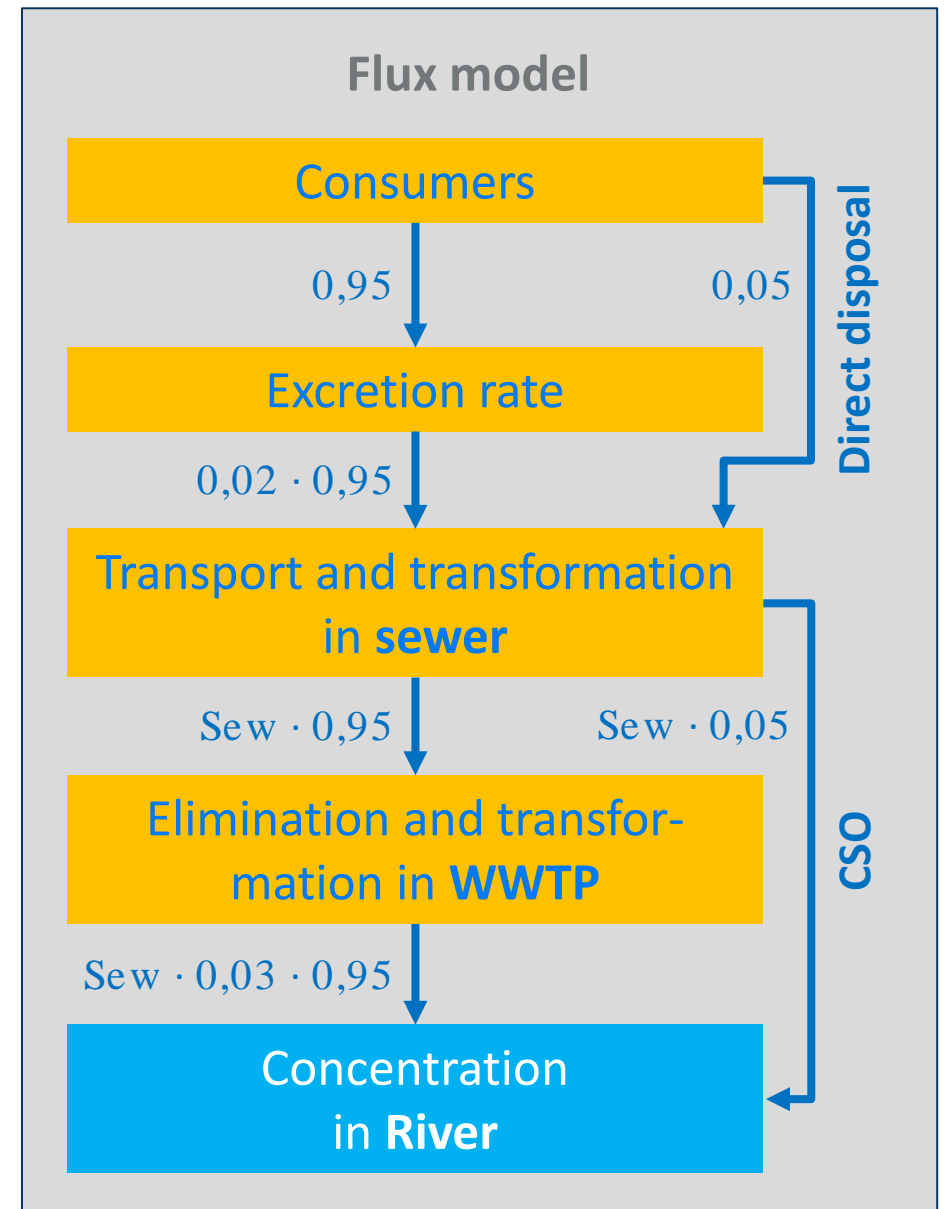 Flux model
Consumers
0,95
0,05
Direct disposal
Excretion rate
0,02 · 0,95
Transport and transformation
in sewer
Sew · 0,95
Sew · 0,05
CSO
Elimination and transfor-
mation in WWTP
Sew · 0,03 · 0,95
Concentration
in River